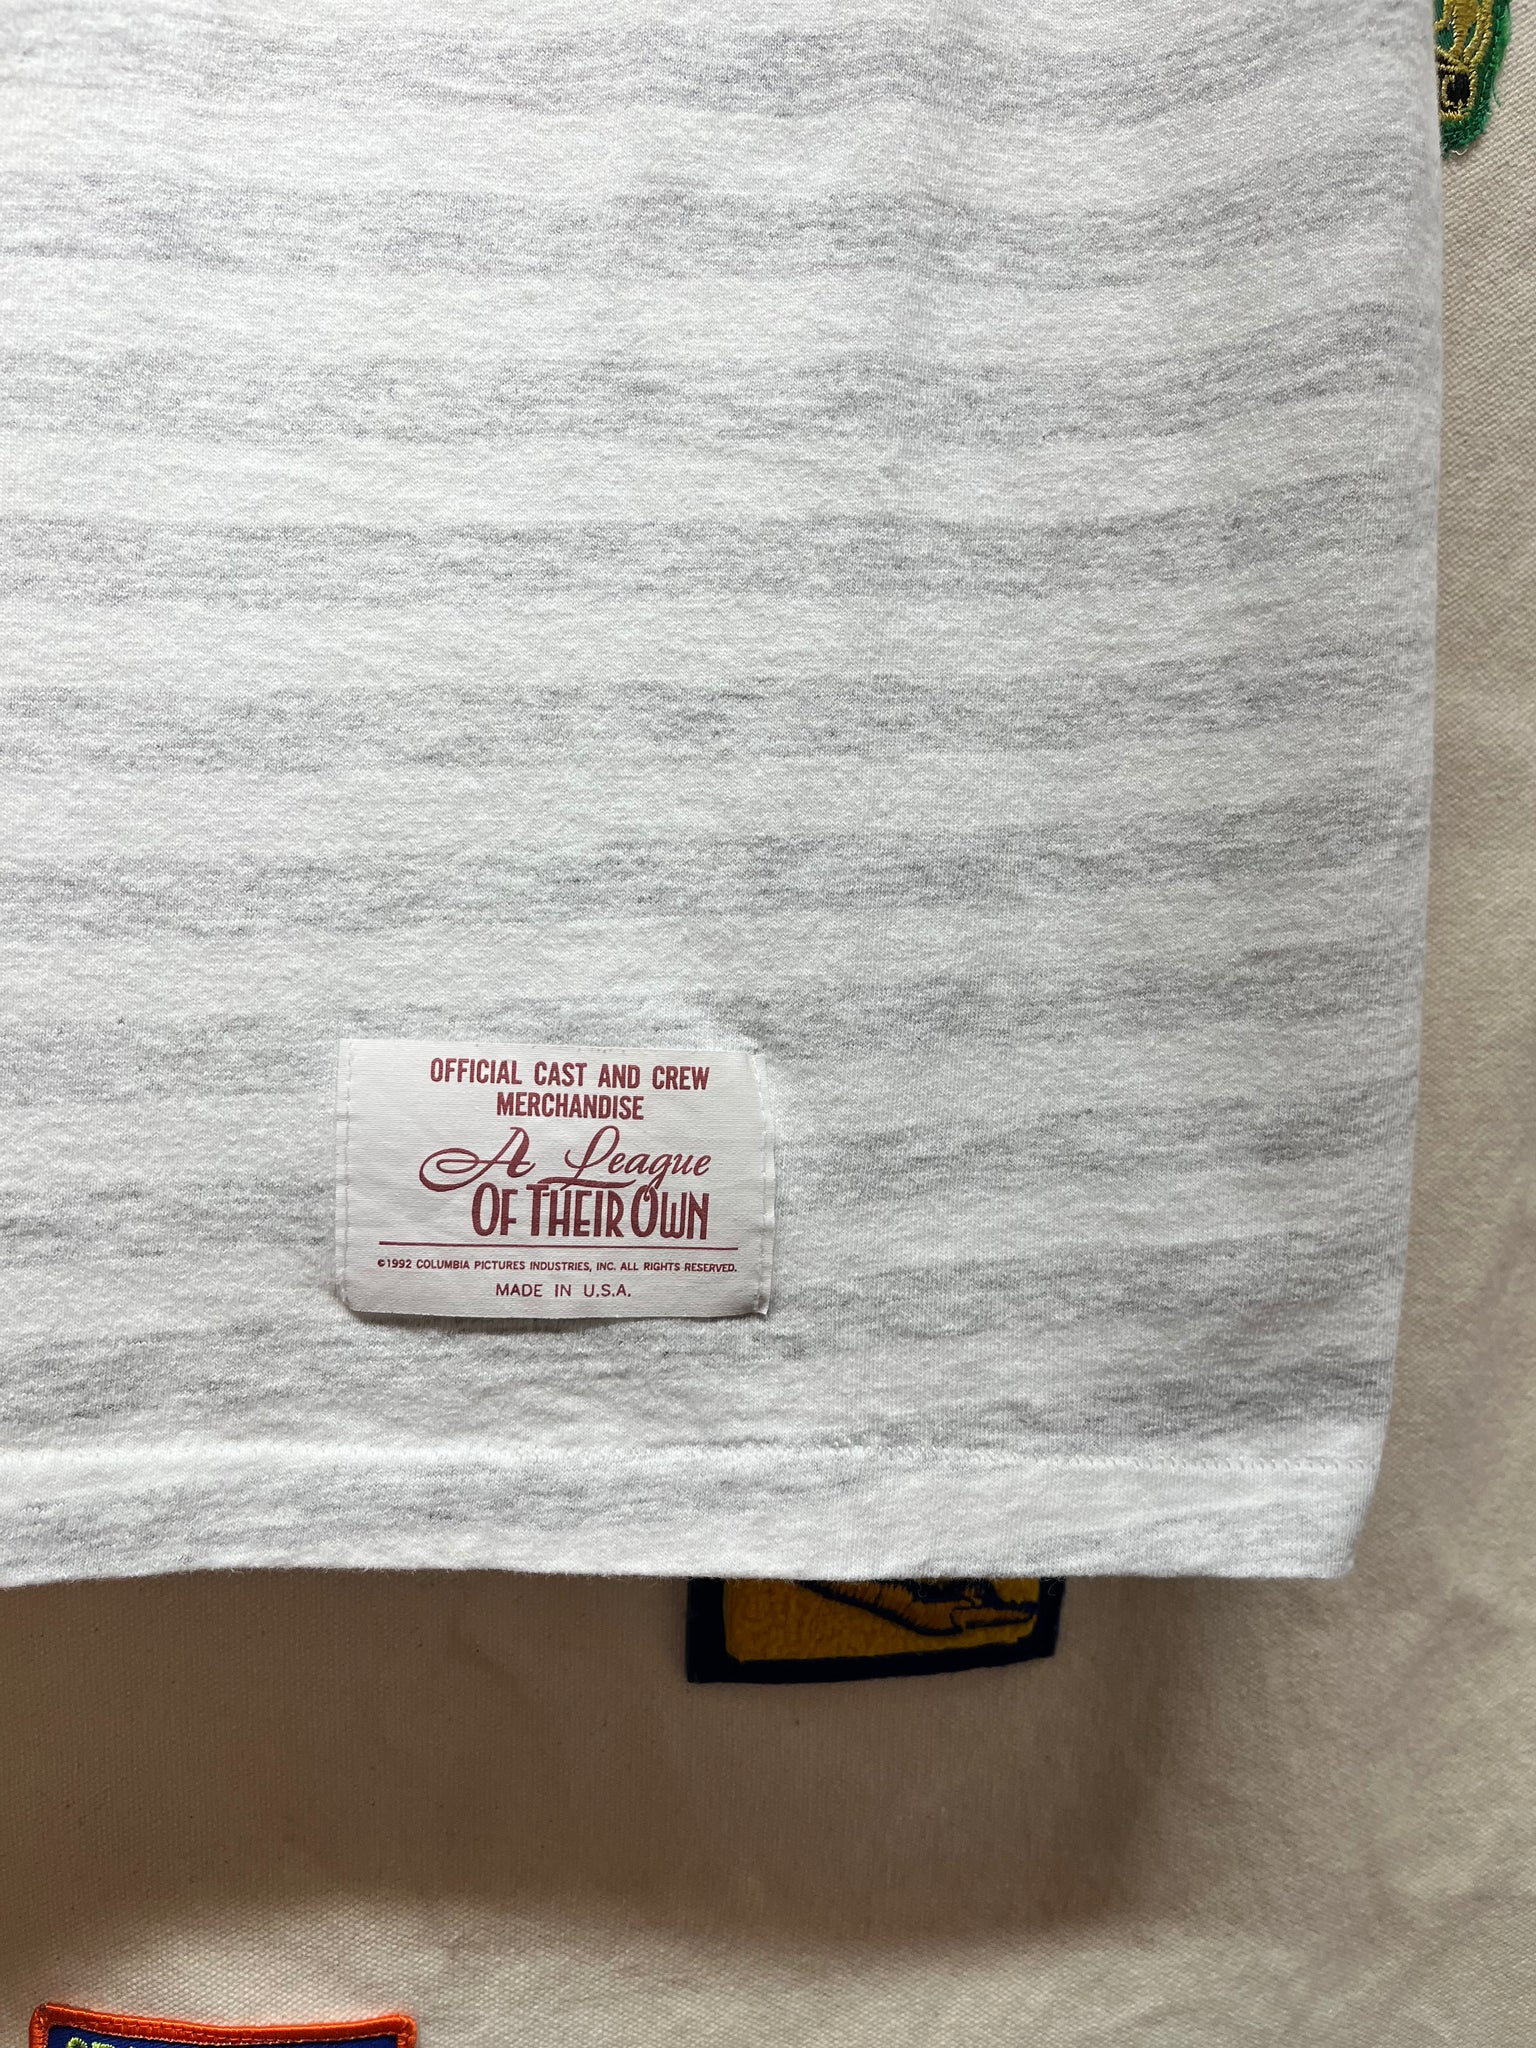 OFFICIAL CAST AND CREW
MERCHANDISE
A League
OF THEIR OWN
©1992 COLUMBIA PICTURES INDUSTRIES, INC. ALL RIGHTS RESERVED.
MADE IN U.S.A.